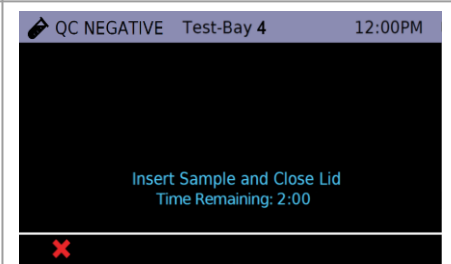 QC NEGATIVE Test-Bay 4 12:00PM
Insert Sample and Close Lid
Time Remaining: 2:00